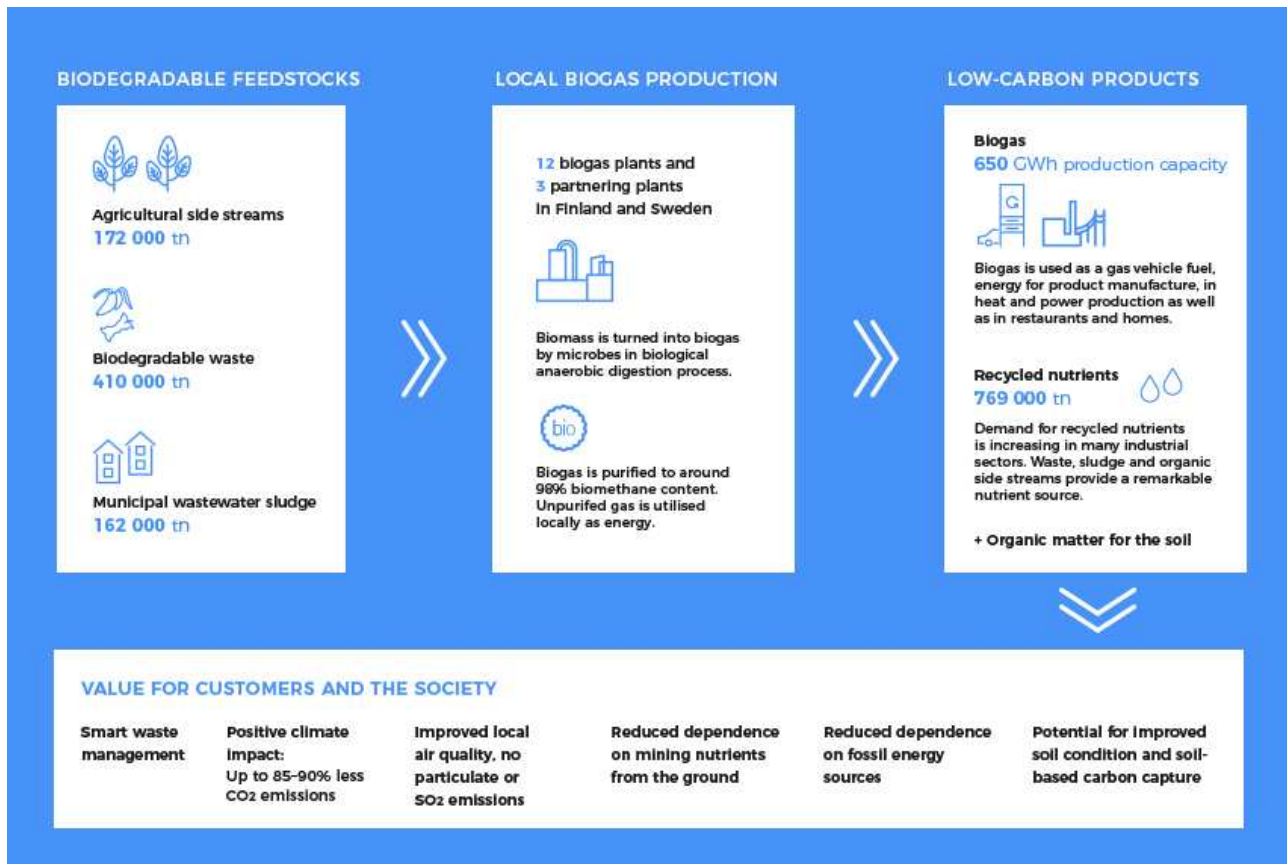 BIODEGRADABLE FEEDSTOCKS
Agricultural side streams
172 000 tn
Biodegradable waste
410 000 tn
Municipal wastewater sludge
162 000 tn
LOCAL BIOGAS PRODUCTION
12 biogas plants and
3 partnering plants
in Finland and Sweden
Biomass is turned into biogas
by microbes in biological
anaerobic digestion process.
bio
Biogas is purified to around
98% biomethane content.
Unpurifed gas is utilised
locally as energy.
LOW-CARBON PRODUCTS
Biogas
650 GWh production capacity
G
Biogas is used as a gas vehicle fuel,
energy for product manufacture, in
heat and power production as well
as in restaurants and homes.
Recycled nutrients
769 000 tn
Demand for recycled nutrients
is increasing in many industrial
sectors. Waste, sludge and organic
side streams provide a remarkable
nutrient source.
+ Organic matter for the soil
VALUE FOR CUSTOMERS AND THE SOCIETY
Smart waste
management
Positive climate
impact:
Up to 85-90% less
CO2 emissions
Improved local
air quality, no
particulate or
SO2 emissions
Reduced dependence
on mining nutrients
from the ground
Reduced dependence
on fossil energy
sources
Potential for improved
soil condition and soil-
based carbon capture